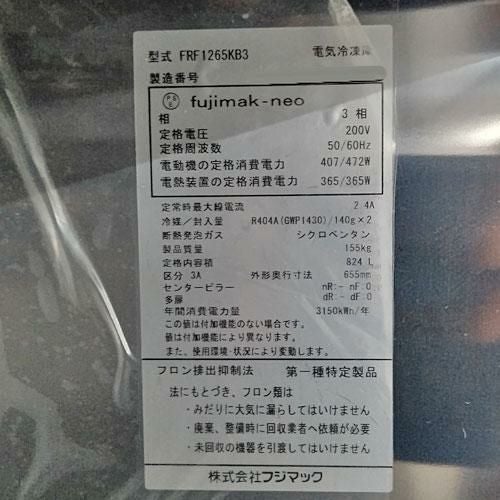 型式 FRF1265KB3 電気冷凍庫
製造番号
PSE fujimak-neo
相 3 相
定格電圧 200V
定格周波数 50/60Hz
電動機の定格消費電力 407/472W
電熱装置の定格消費電力 365/365W
定常時最大線電流 2.4A
冷媒/封入量 R404A(GWP1430)/140g×2
断熱発泡ガス シクロペンタン
製品質量 155kg
定格内容積 824 L
区分 3A 外形奥行寸法 655mm
センターピラー nR:- nF:0
多扉 dR:- dF:0
年間消費電力量 3150kWh/年
この値は付加機能のない場合です。
値は付加機能により異なります。
また、使用環境・状況により変動します。
フロン排出抑制法 第一種特定製品
法にもとづき、フロン類は
・みだりに大気に漏らしてはいけません
・廃棄、整備時に回収業者へ依頼が必要
・未回収の機器を引渡してはいけません
株式会社フジマック